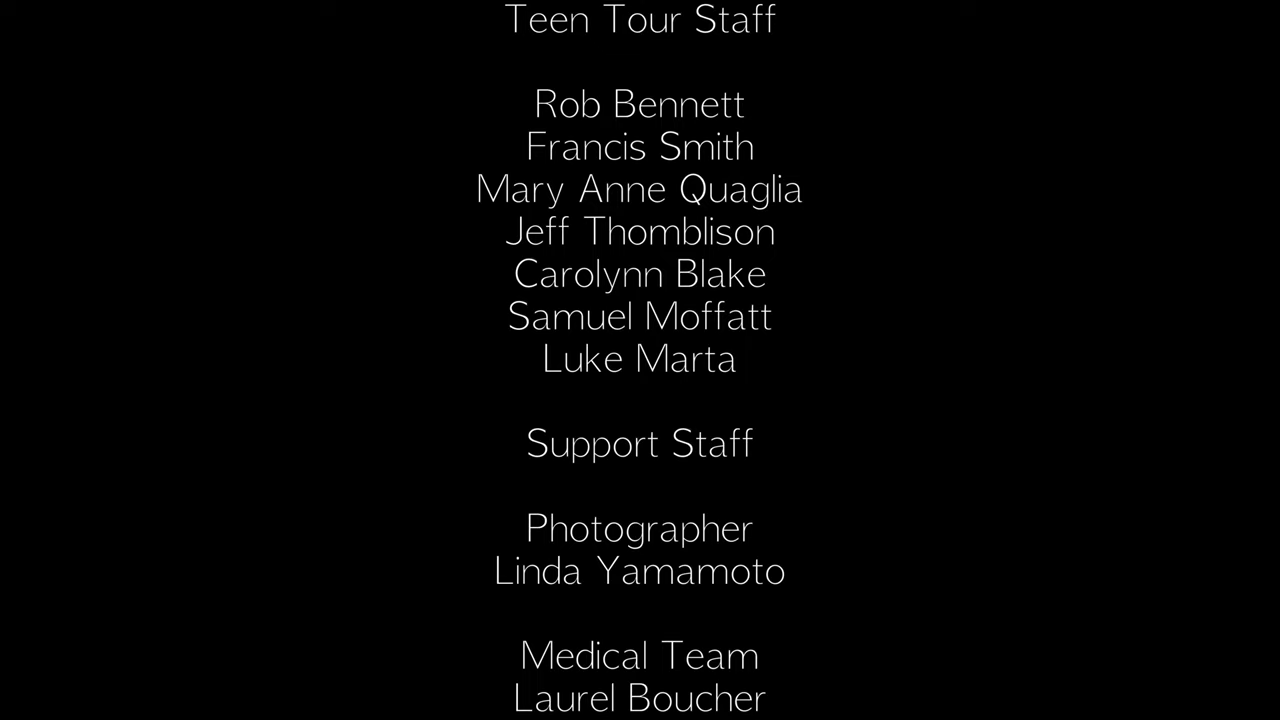 Teen Tour Staff
Rob Bennett
Francis Smith
Mary Anne Quaglia
Jeff Thomblison
Carolynn Blake
Samuel Moffatt
Luke Marta
Support Staff
Photographer
Linda Yamamoto
Medical Team
Laurel Boucher